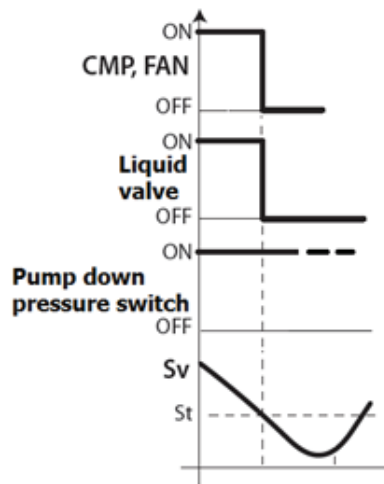 ON
CMP, FAN
OFF
ON
Liquid
valve
OFF
ON
Pump down
pressure switch
OFF
Sv
St